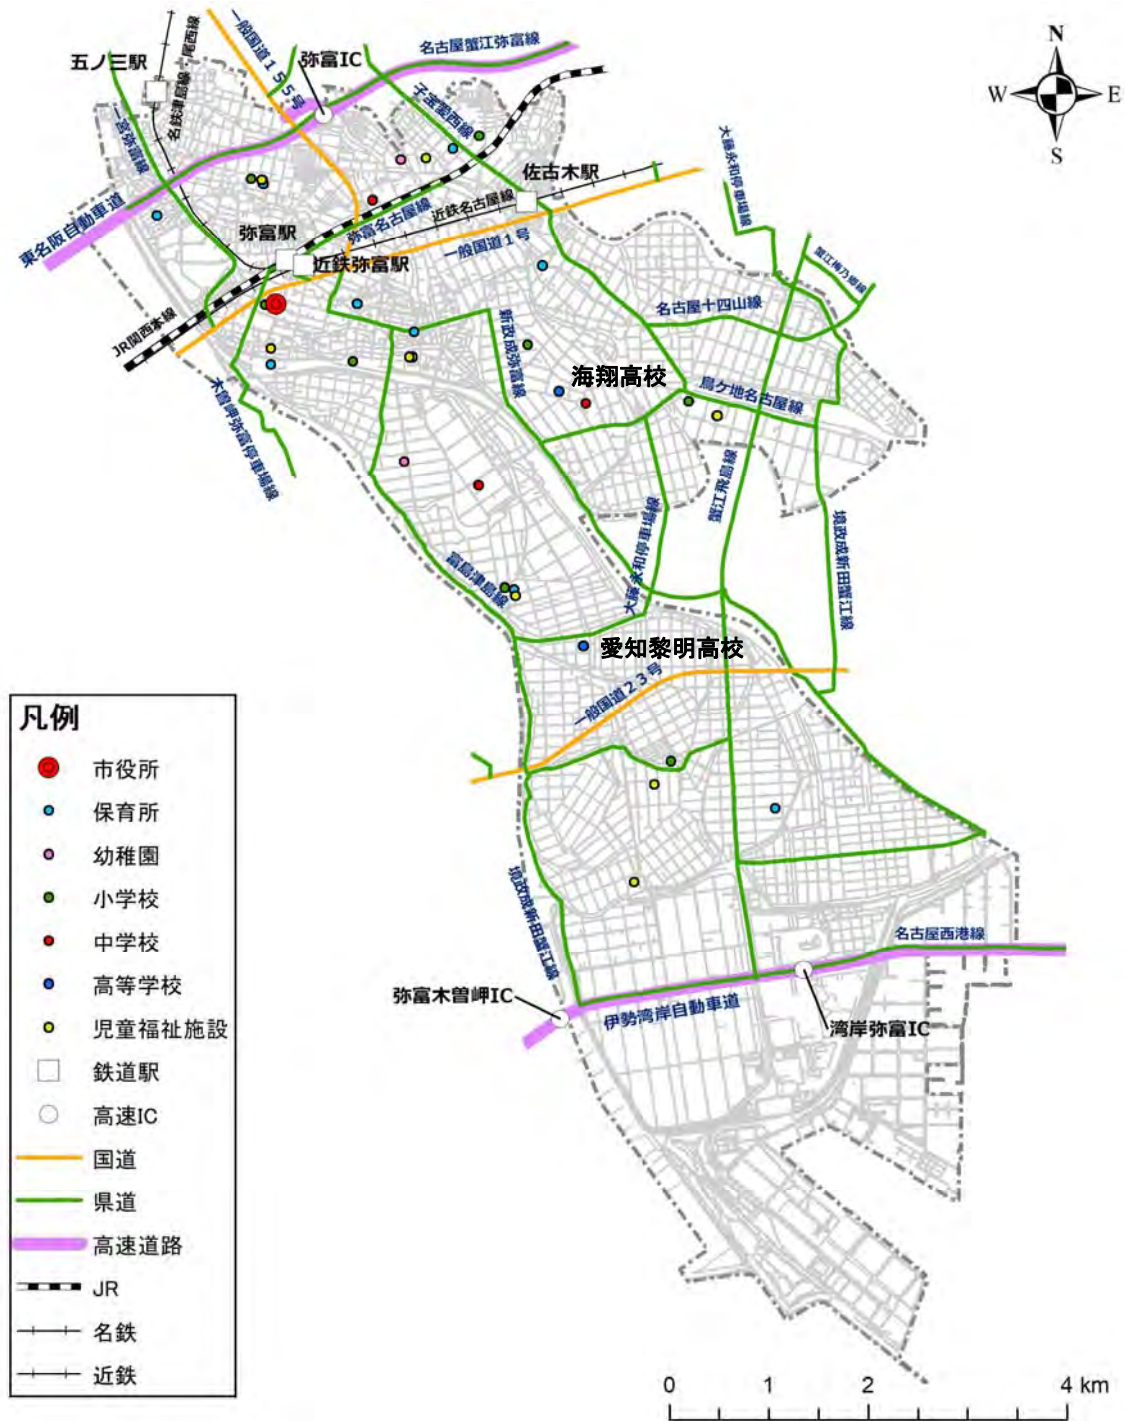 一般国道155号
名鉄津島線・尾西線
五ノ三駅
弥富IC
名古屋蟹江弥富線
N
W
E
S
子宝愛西線
一宮弥富線
佐古木駅
大藤永和停車場線
東名阪自動車道
弥富駅
弥富名古屋線
近鉄名古屋線
近鉄弥富駅
一般国道1号
蟹江梅乃郷線
名古屋十四山線
JR関西本線
新政成弥富線
海翔高校
鳥ケ地名古屋線
木曽岬弥富停車場線
蟹江飛島線
大藤永和停車場線
境政成新田蟹江線
富島津島線
愛知黎明高校
一般国道23号
境政成新田蟹江線
名古屋西港線
弥富木曽岬IC
伊勢湾岸自動車道
湾岸弥富IC
凡例
市役所
保育所
幼稚園
小学校
中学校
高等学校
児童福祉施設
鉄道駅
高速IC
国道
県道
高速道路
JR
名鉄
近鉄
0 1 2 4 km